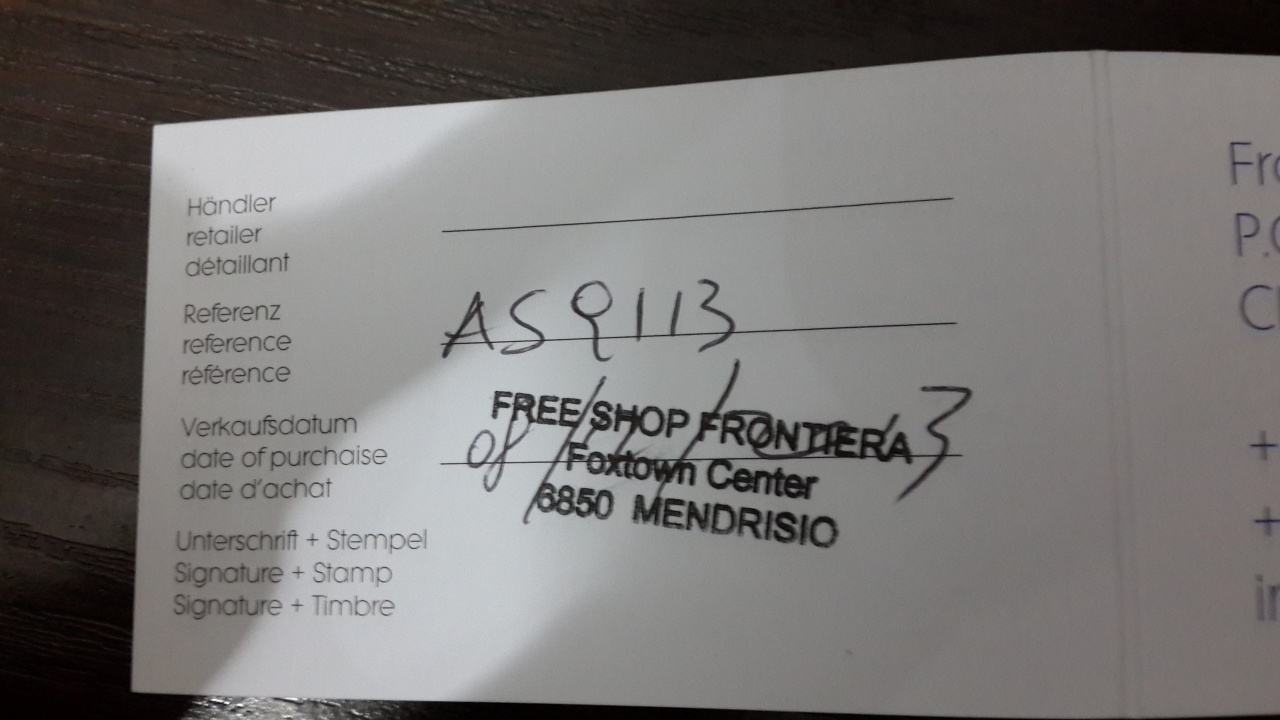 Händler
retailer
détaillant
Referenz
reference
référence
AS9113
Verkaufsdatum
date of purchaise
date d'achat
FREE SHOP FRONTIERA
Foxtown Center
6850 MENDRISIO
Unterschrift + Stempel
Signature + Stamp
Signature + Timbre
+
+